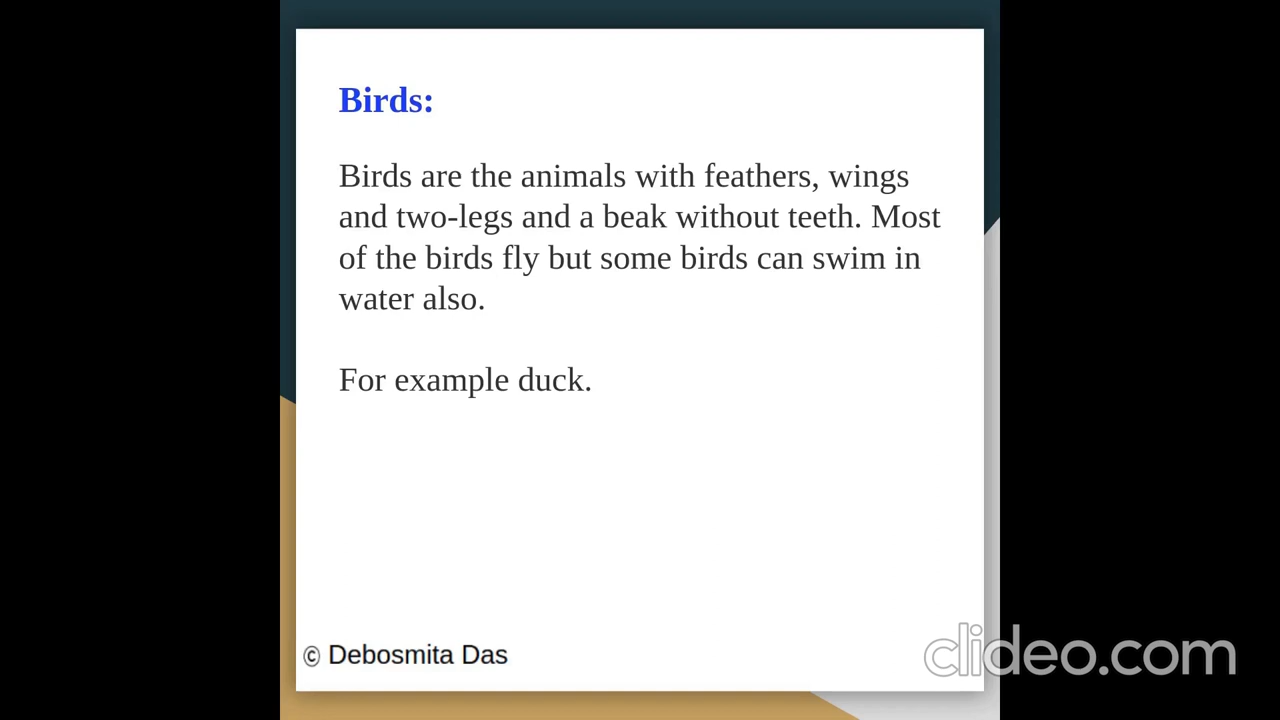 Birds:
Birds are the animals with feathers, wings
and two-legs and a beak without teeth. Most
of the birds fly but some birds can swim in
water also.
For example duck.
© Debosmita Das
clideo.com